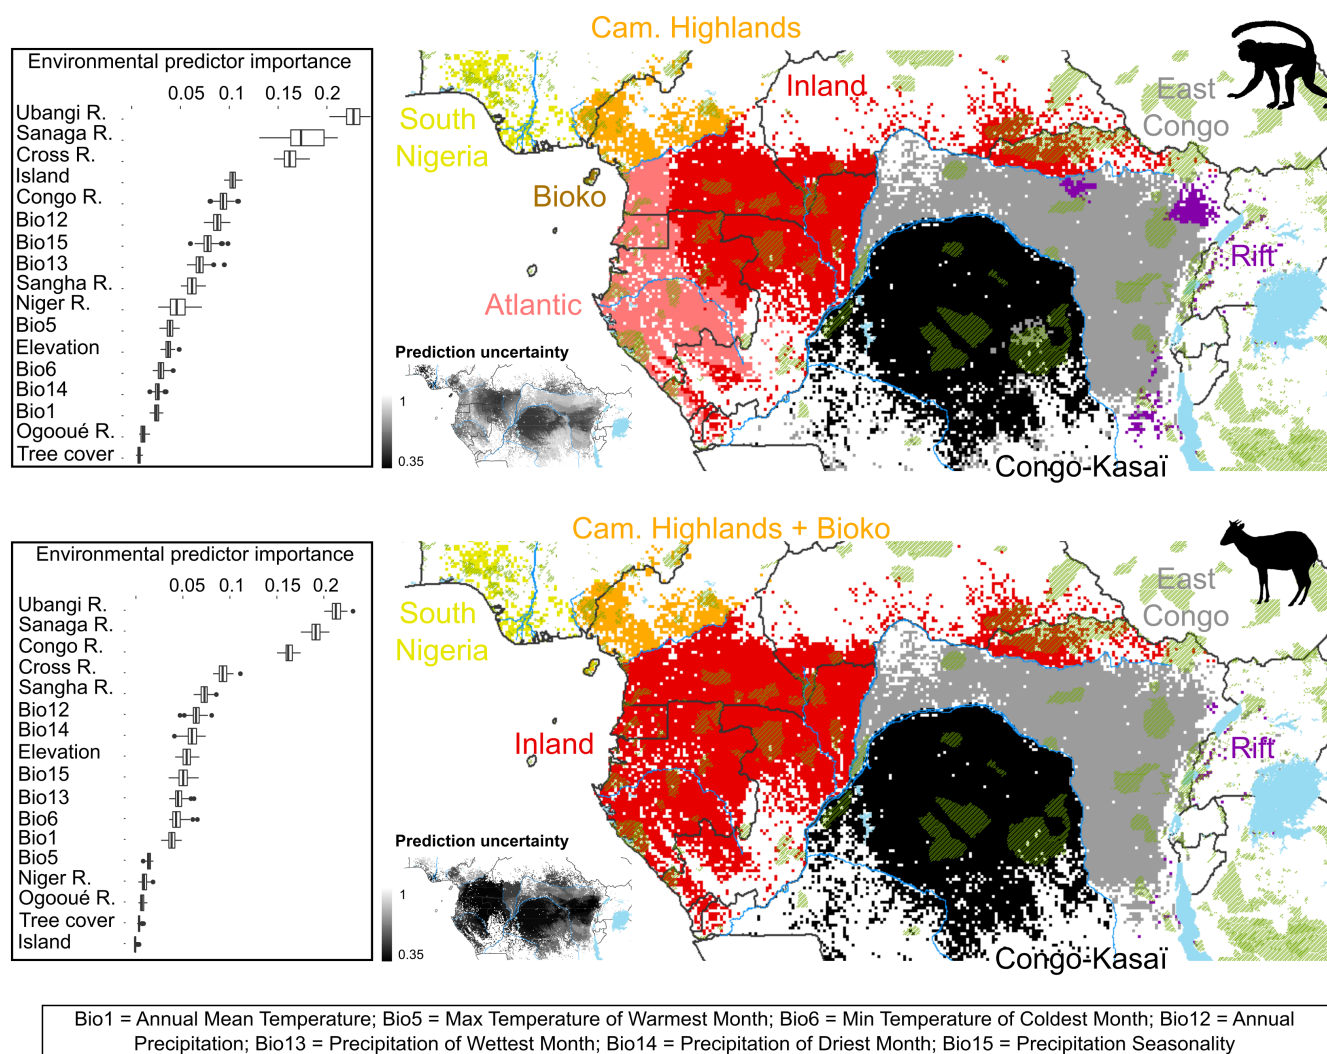 Cam. Highlands
Environmental predictor importance
0.05 0.1 0.15 0.2
Ubangi R.
Sanaga R.
Cross R.
Island
Congo R.
Bio12
Bio15
Bio13
Sangha R.
Niger R.
Bio5
Elevation
Bio6
Bio14
Bio1
Ogooué R.
Tree cover
Inland
East
Congo
South
Nigeria
Bioko
Rift
Atlantic
Prediction uncertainty
1
0.35
Congo-Kasaï
Cam. Highlands + Bioko
Environmental predictor importance
0.05 0.1 0.15 0.2
Ubangi R.
Sanaga R.
Congo R.
Cross R.
Sangha R.
Bio12
Bio14
Elevation
Bio15
Bio13
Bio6
Bio1
Bio5
Niger R.
Ogooué R.
Tree cover
Island
East
Congo
South
Nigeria
Inland
Rift
Prediction uncertainty
1
0.35
Congo-Kasaï
Bio1 = Annual Mean Temperature; Bio5 = Max Temperature of Warmest Month; Bio6 = Min Temperature of Coldest Month; Bio12 = Annual
Precipitation; Bio13 = Precipitation of Wettest Month; Bio14 = Precipitation of Driest Month; Bio15 = Precipitation Seasonality